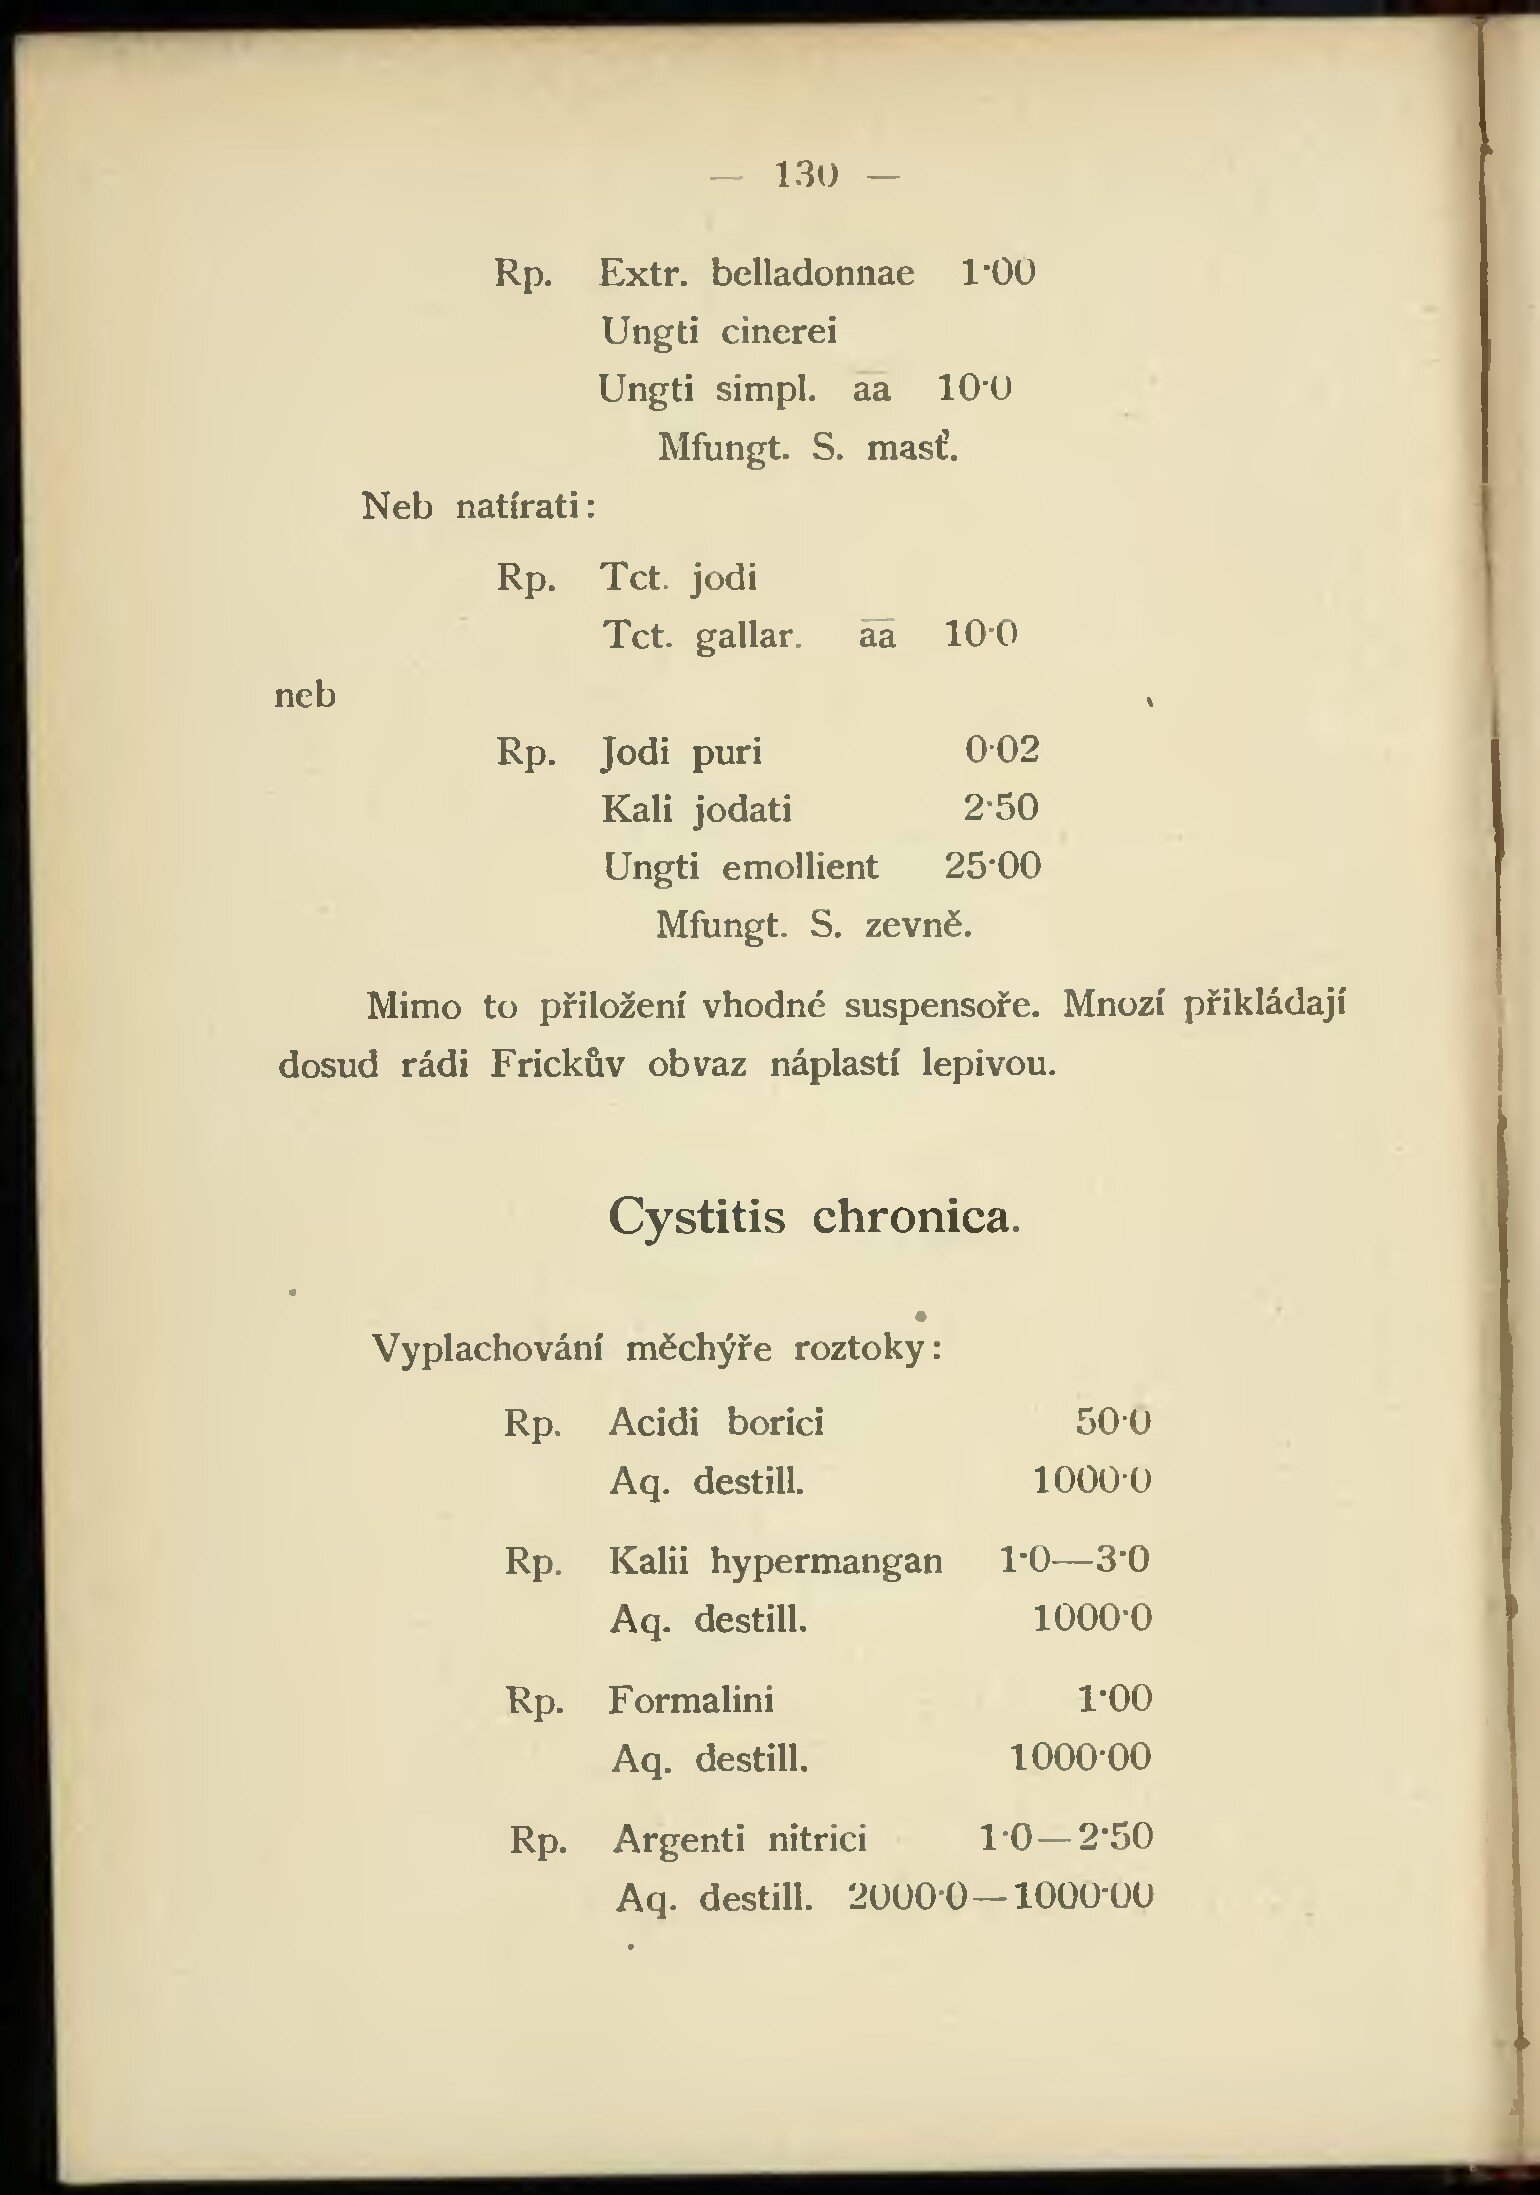 — 130 —
Rp. Extr. belladonnae 1·00
Ungti cinerei
Ungti simpl. a͞a 10·0
Mfungt. S. masť.
Neb natírati:
Rp. Tct. jodi
Tct. gallar. a͞a 10·0
neb
Rp. Jodi puri 0·02
Kali jodati 2·50
Ungti emollient 25·00
Mfungt. S. zevně.
Mimo to přiložení vhodné suspensoře. Mnozí přikládají
dosud rádi Frickův obvaz náplastí lepivou.
Cystitis chronica.
Vyplachování měchýře roztoky:
Rp. Acidi borici 50·0
Aq. destill. 1000·0
Rp. Kalii hypermangan 1·0—3·0
Aq. destill. 1000·0
Rp. Formalini 1·00
Aq. destill. 1000·00
Rp. Argenti nitrici 1·0—2·50
Aq. destill. 2000·0—1000·00